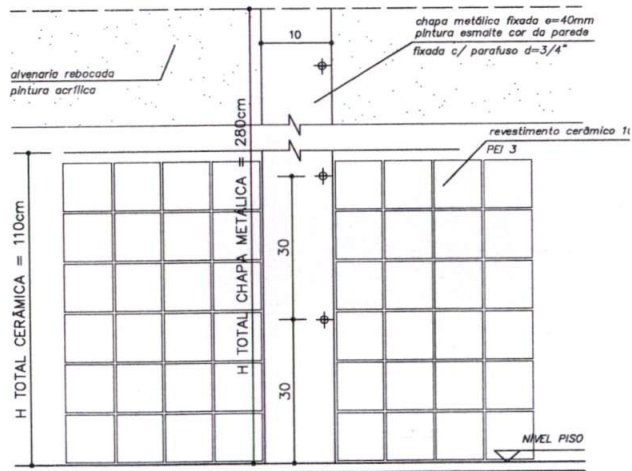 chapa metálica fixada e=40mm
pintura esmalte cor da parede
fixada c/ parafuso d=3/4"
10
alvenaria rebocada
pintura acrílica
revestimento cerâmico
PEI 3
H TOTAL CERÂMICA = 110cm
H TOTAL CHAPA METÁLICA = 280cm
30
30
NÍVEL PISO